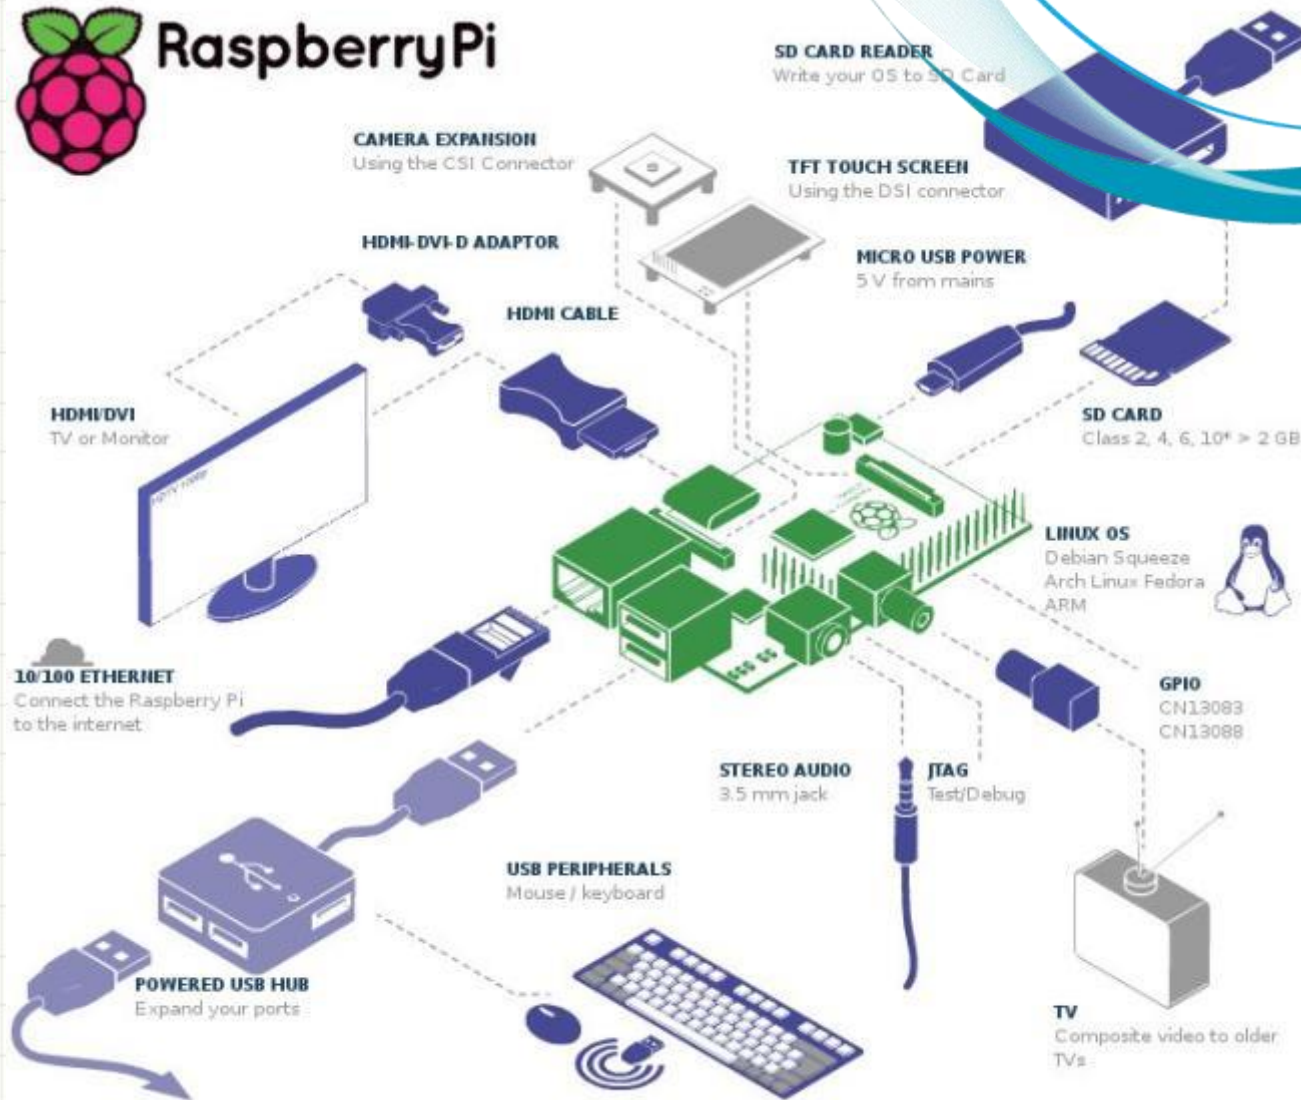 RaspberryPi
SD CARD READER
Write your OS to SD Card
CAMERA EXPANSION
Using the CSI Connector
TFT TOUCH SCREEN
Using the DSI connector
HDMI-DVI-D ADAPTOR
MICRO USB POWER
5 V from mains
HDMI CABLE
HDMI/DVI
TV or Monitor
SD CARD
Class 2, 4, 6, 10* > 2 GB
HDTV 1080p
LINUX OS
Debian Squeeze
Arch Linux Fedora
ARM
10/100 ETHERNET
Connect the Raspberry Pi
to the internet
GPIO
CN13083
CN13088
STEREO AUDIO
3.5 mm jack
JTAG
Test/Debug
USB PERIPHERALS
Mouse / keyboard
POWERED USB HUB
Expand your ports
TV
Composite video to older
TVs